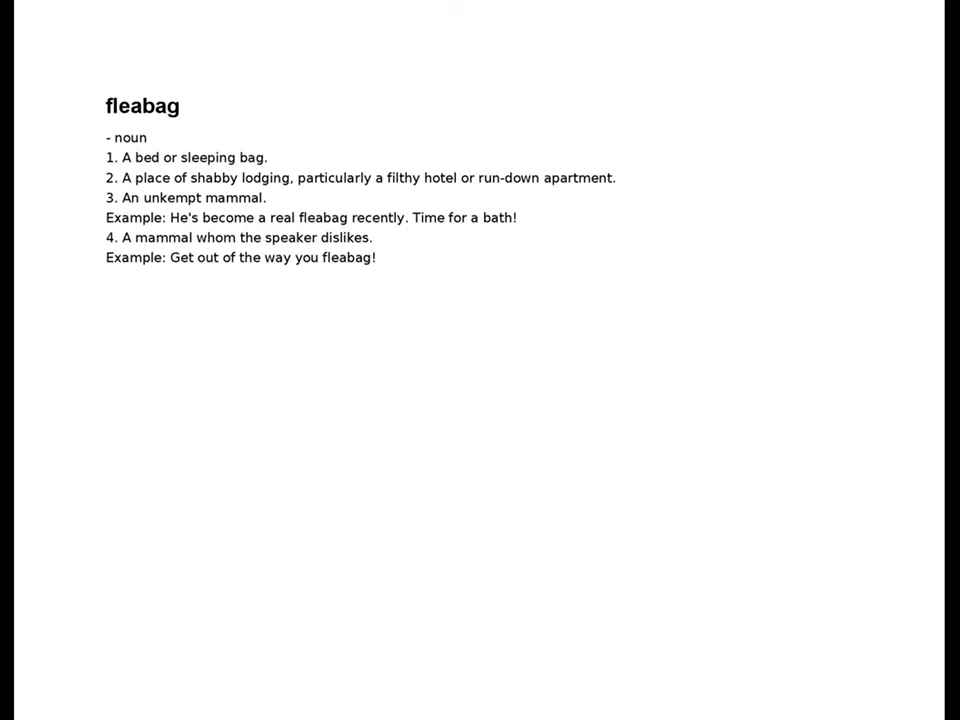 fleabag
- noun
1. A bed or sleeping bag.
2. A place of shabby lodging, particularly a filthy hotel or run-down apartment.
3. An unkempt mammal.
Example: He's become a real fleabag recently. Time for a bath!
4. A mammal whom the speaker dislikes.
Example: Get out of the way you fleabag!